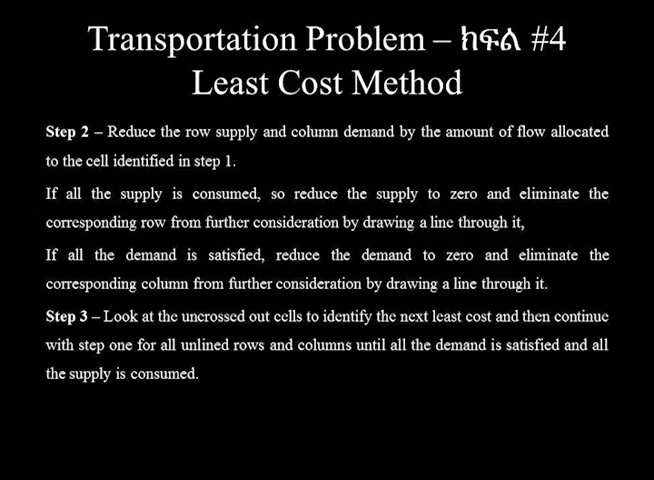 Transportation Problem – ክፍል #4
Least Cost Method
Step 2 – Reduce the row supply and column demand by the amount of flow allocated
to the cell identified in step 1.
If all the supply is consumed, so reduce the supply to zero and eliminate the
corresponding row from further consideration by drawing a line through it,
If all the demand is satisfied, reduce the demand to zero and eliminate the
corresponding column from further consideration by drawing a line through it.
Step 3 – Look at the uncrossed out cells to identify the next least cost and then continue
with step one for all unlined rows and columns until all the demand is satisfied and all
the supply is consumed.